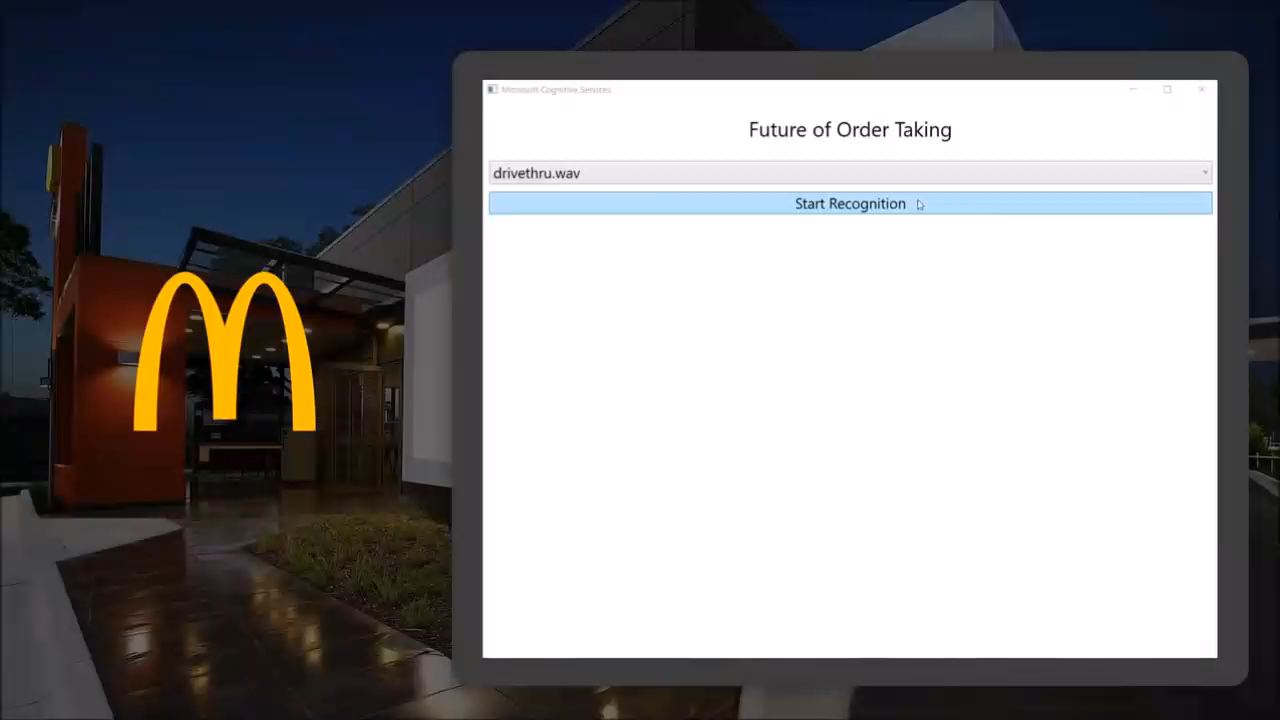 Microsoft Cognitive Services
Future of Order Taking
drivethru.wav
Start Recognition